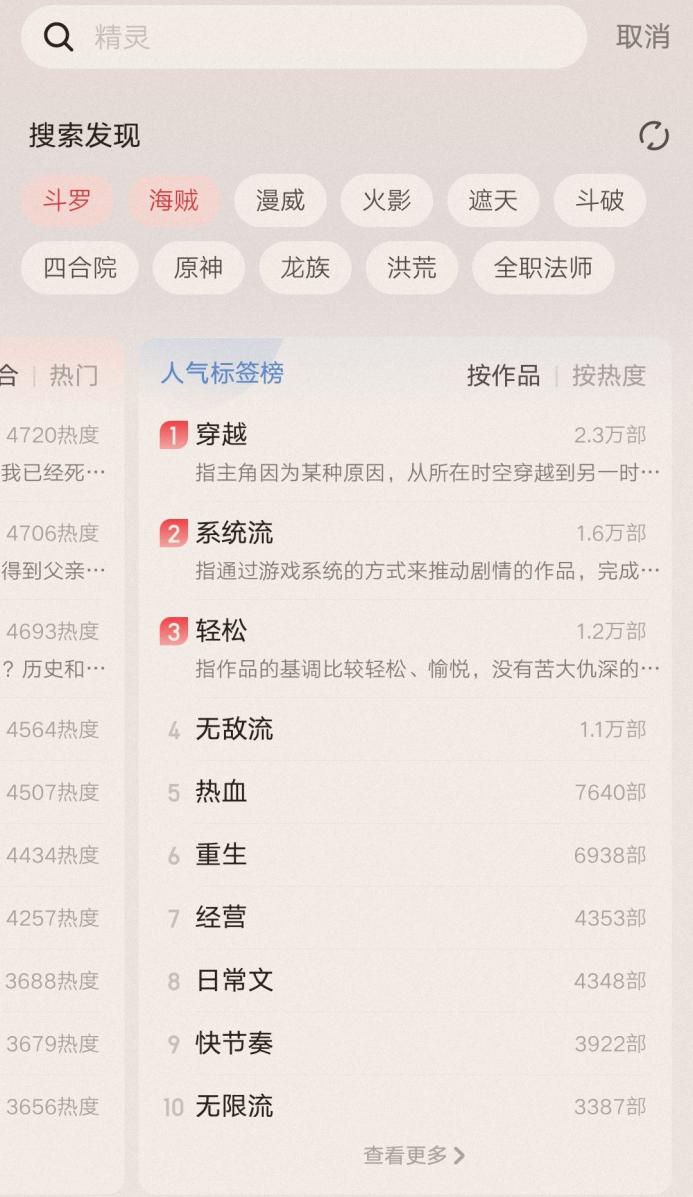 精灵 取消
搜索发现
斗罗 海贼 漫威 火影 遮天 斗破
四合院 原神 龙族 洪荒 全职法师
合 | 热门
4720热度
我已经死…
4706热度
得到父亲…
4693热度
？历史和…
4564热度
4507热度
4434热度
4257热度
3688热度
3679热度
3656热度
人气标签榜 按作品 | 按热度
1 穿越 2.3万部
指主角因为某种原因，从所在时空穿越到另一时…
2 系统流 1.6万部
指通过游戏系统的方式来推动剧情的作品，完成…
3 轻松 1.2万部
指作品的基调比较轻松、愉悦，没有苦大仇深的…
4 无敌流 1.1万部
5 热血 7640部
6 重生 6938部
7 经营 4353部
8 日常文 4348部
9 快节奏 3922部
10 无限流 3387部
查看更多